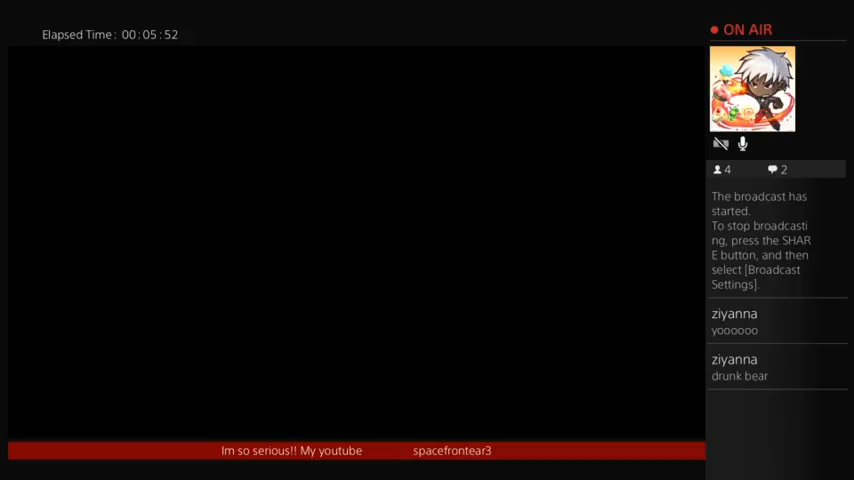 Elapsed Time: 00:05:52
ON AIR
4 2
The broadcast has
started.
To stop broadcasti
ng, press the SHAR
E button, and then
select [Broadcast
Settings].
ziyanna
yoooooo
ziyanna
drunk bear
Im so serious!! My youtube spacefrontear3